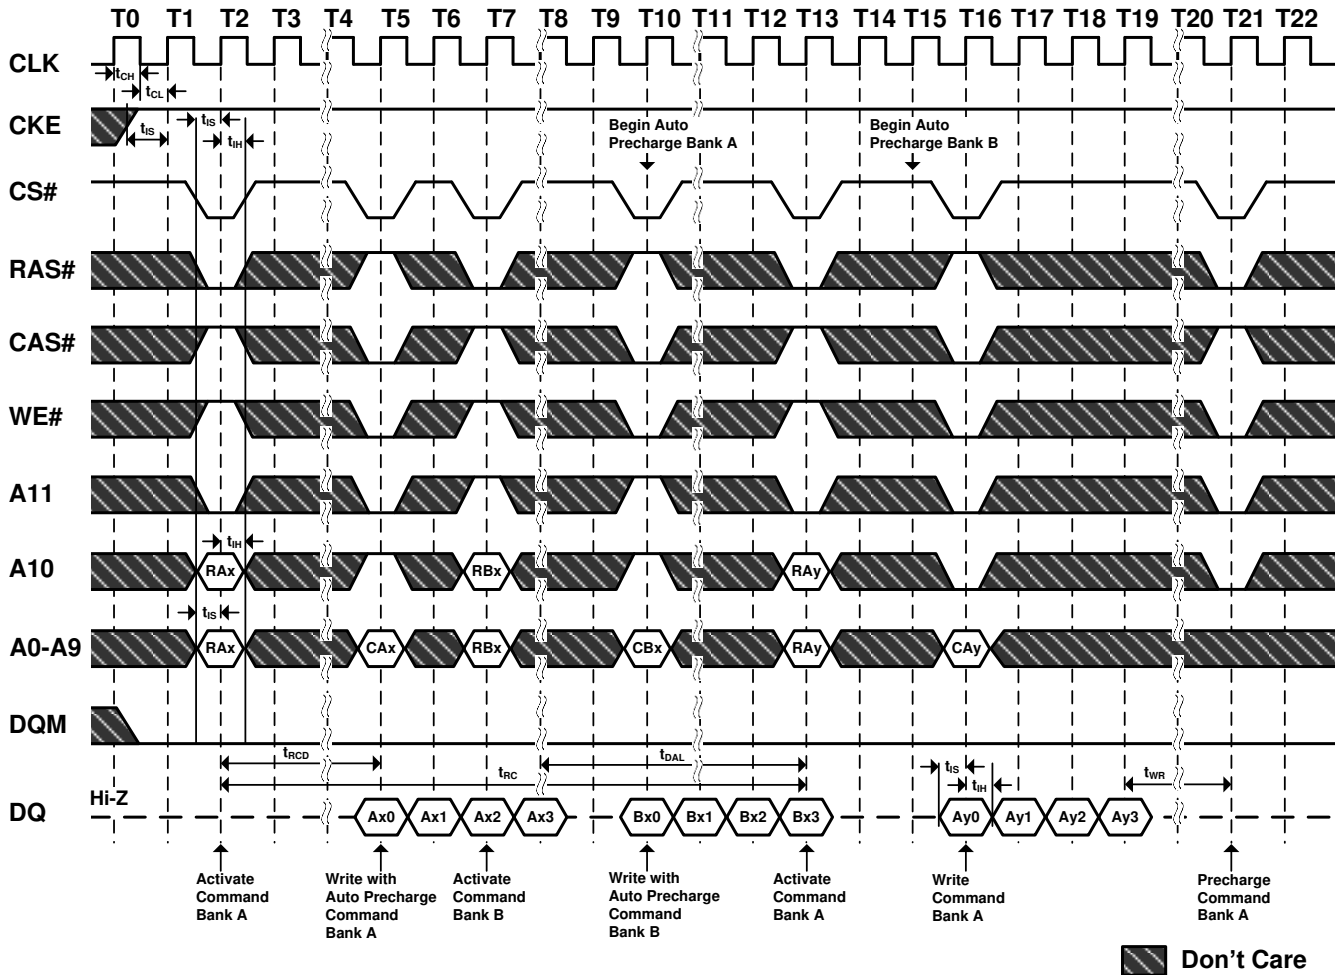 T0 T1 T2 T3 T4 T5 T6 T7 T8 T9 T10 T11 T12 T13 T14 T15 T16 T17 T18 T19 T20 T21 T22
CLK
tCH
tCL
CKE
tIS
tIS
tIH
Begin Auto
Precharge Bank A
Begin Auto
Precharge Bank B
CS#
RAS#
CAS#
WE#
A11
tIH
A10
RAx
RBx
RAy
tIS
A0-A9
RAx
CAx
RBx
CBx
RAy
CAy
DQM
tRCD
tDAL
tRC
tIS
tIH
tWR
Hi-Z
DQ
Ax0
Ax1
Ax2
Ax3
Bx0
Bx1
Bx2
Bx3
Ay0
Ay1
Ay2
Ay3
Activate
Command
Bank A
Write with
Auto Precharge
Command
Bank A
Activate
Command
Bank B
Write with
Auto Precharge
Command
Bank B
Activate
Command
Bank A
Write
Command
Bank A
Precharge
Command
Bank A
Don't Care